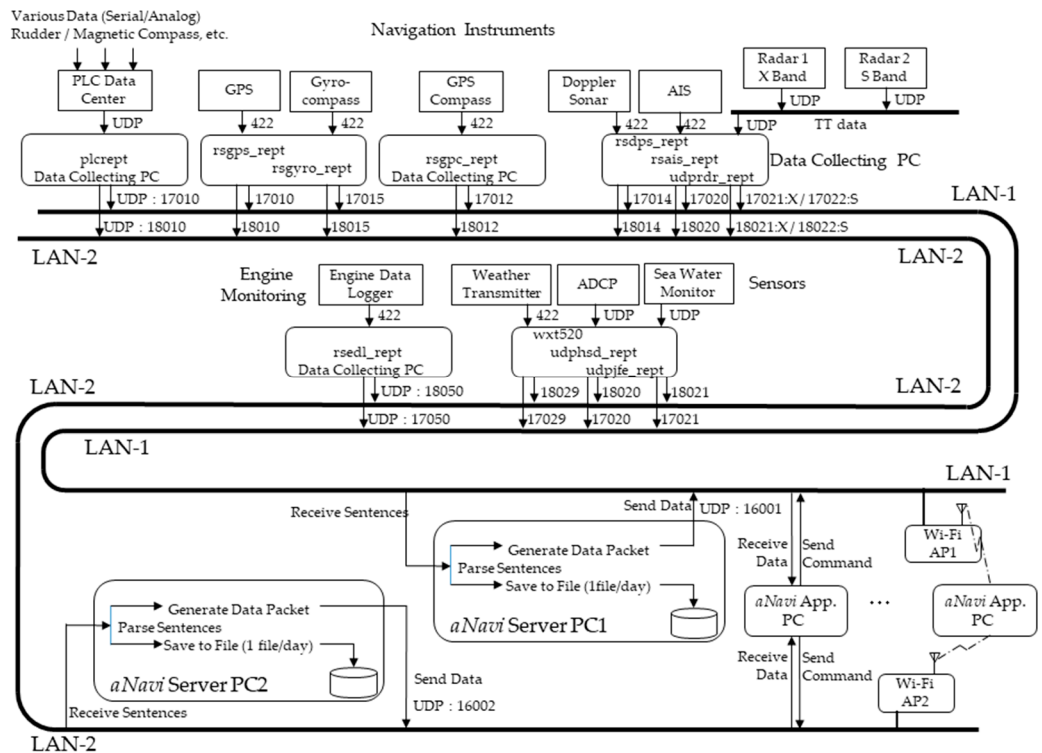 Various Data (Serial/Analog)
Rudder / Magnetic Compass, etc.
Navigation Instruments
PLC Data
Center
GPS
Gyro-
compass
GPS
Compass
Doppler
Sonar
AIS
Radar 1
X Band
Radar 2
S Band
UDP
422
422
422
422
422
UDP
UDP
UDP
TT data
plcrept
Data Collecting PC
rsgps_rept
rsgyro_rept
rsgpc_rept
Data Collecting PC
rsdps_rept
rsais_rept
udprdr_rept
Data Collecting PC
UDP : 17010
17010
17015
17012
17014
17020
17021:X / 17022:S
LAN-1
UDP : 18010
18010
18015
18012
18014
18020
18021:X / 18022:S
LAN-2
LAN-2
Engine
Monitoring
Engine Data
Logger
Weather
Transmitter
ADCP
Sea Water
Monitor
Sensors
422
422
UDP
UDP
rsedl_rept
Data Collecting PC
wxt520
udphsd_rept
udpjfe_rept
LAN-2
UDP : 18050
18029
18020
18021
LAN-2
UDP : 17050
17029
17020
17021
LAN-1
LAN-1
Receive Sentences
Send Data
UDP : 16001
Generate Data Packet
Parse Sentences
Save to File (1file/day)
aNavi Server PC1
Receive
Data
Send
Command
Wi-Fi
AP1
aNavi App.
PC
...
aNavi App.
PC
Generate Data Packet
Parse Sentences
Save to File (1 file/day)
aNavi Server PC2
Receive Sentences
Send Data
UDP : 16002
Receive
Data
Send
Command
Wi-Fi
AP2
LAN-2